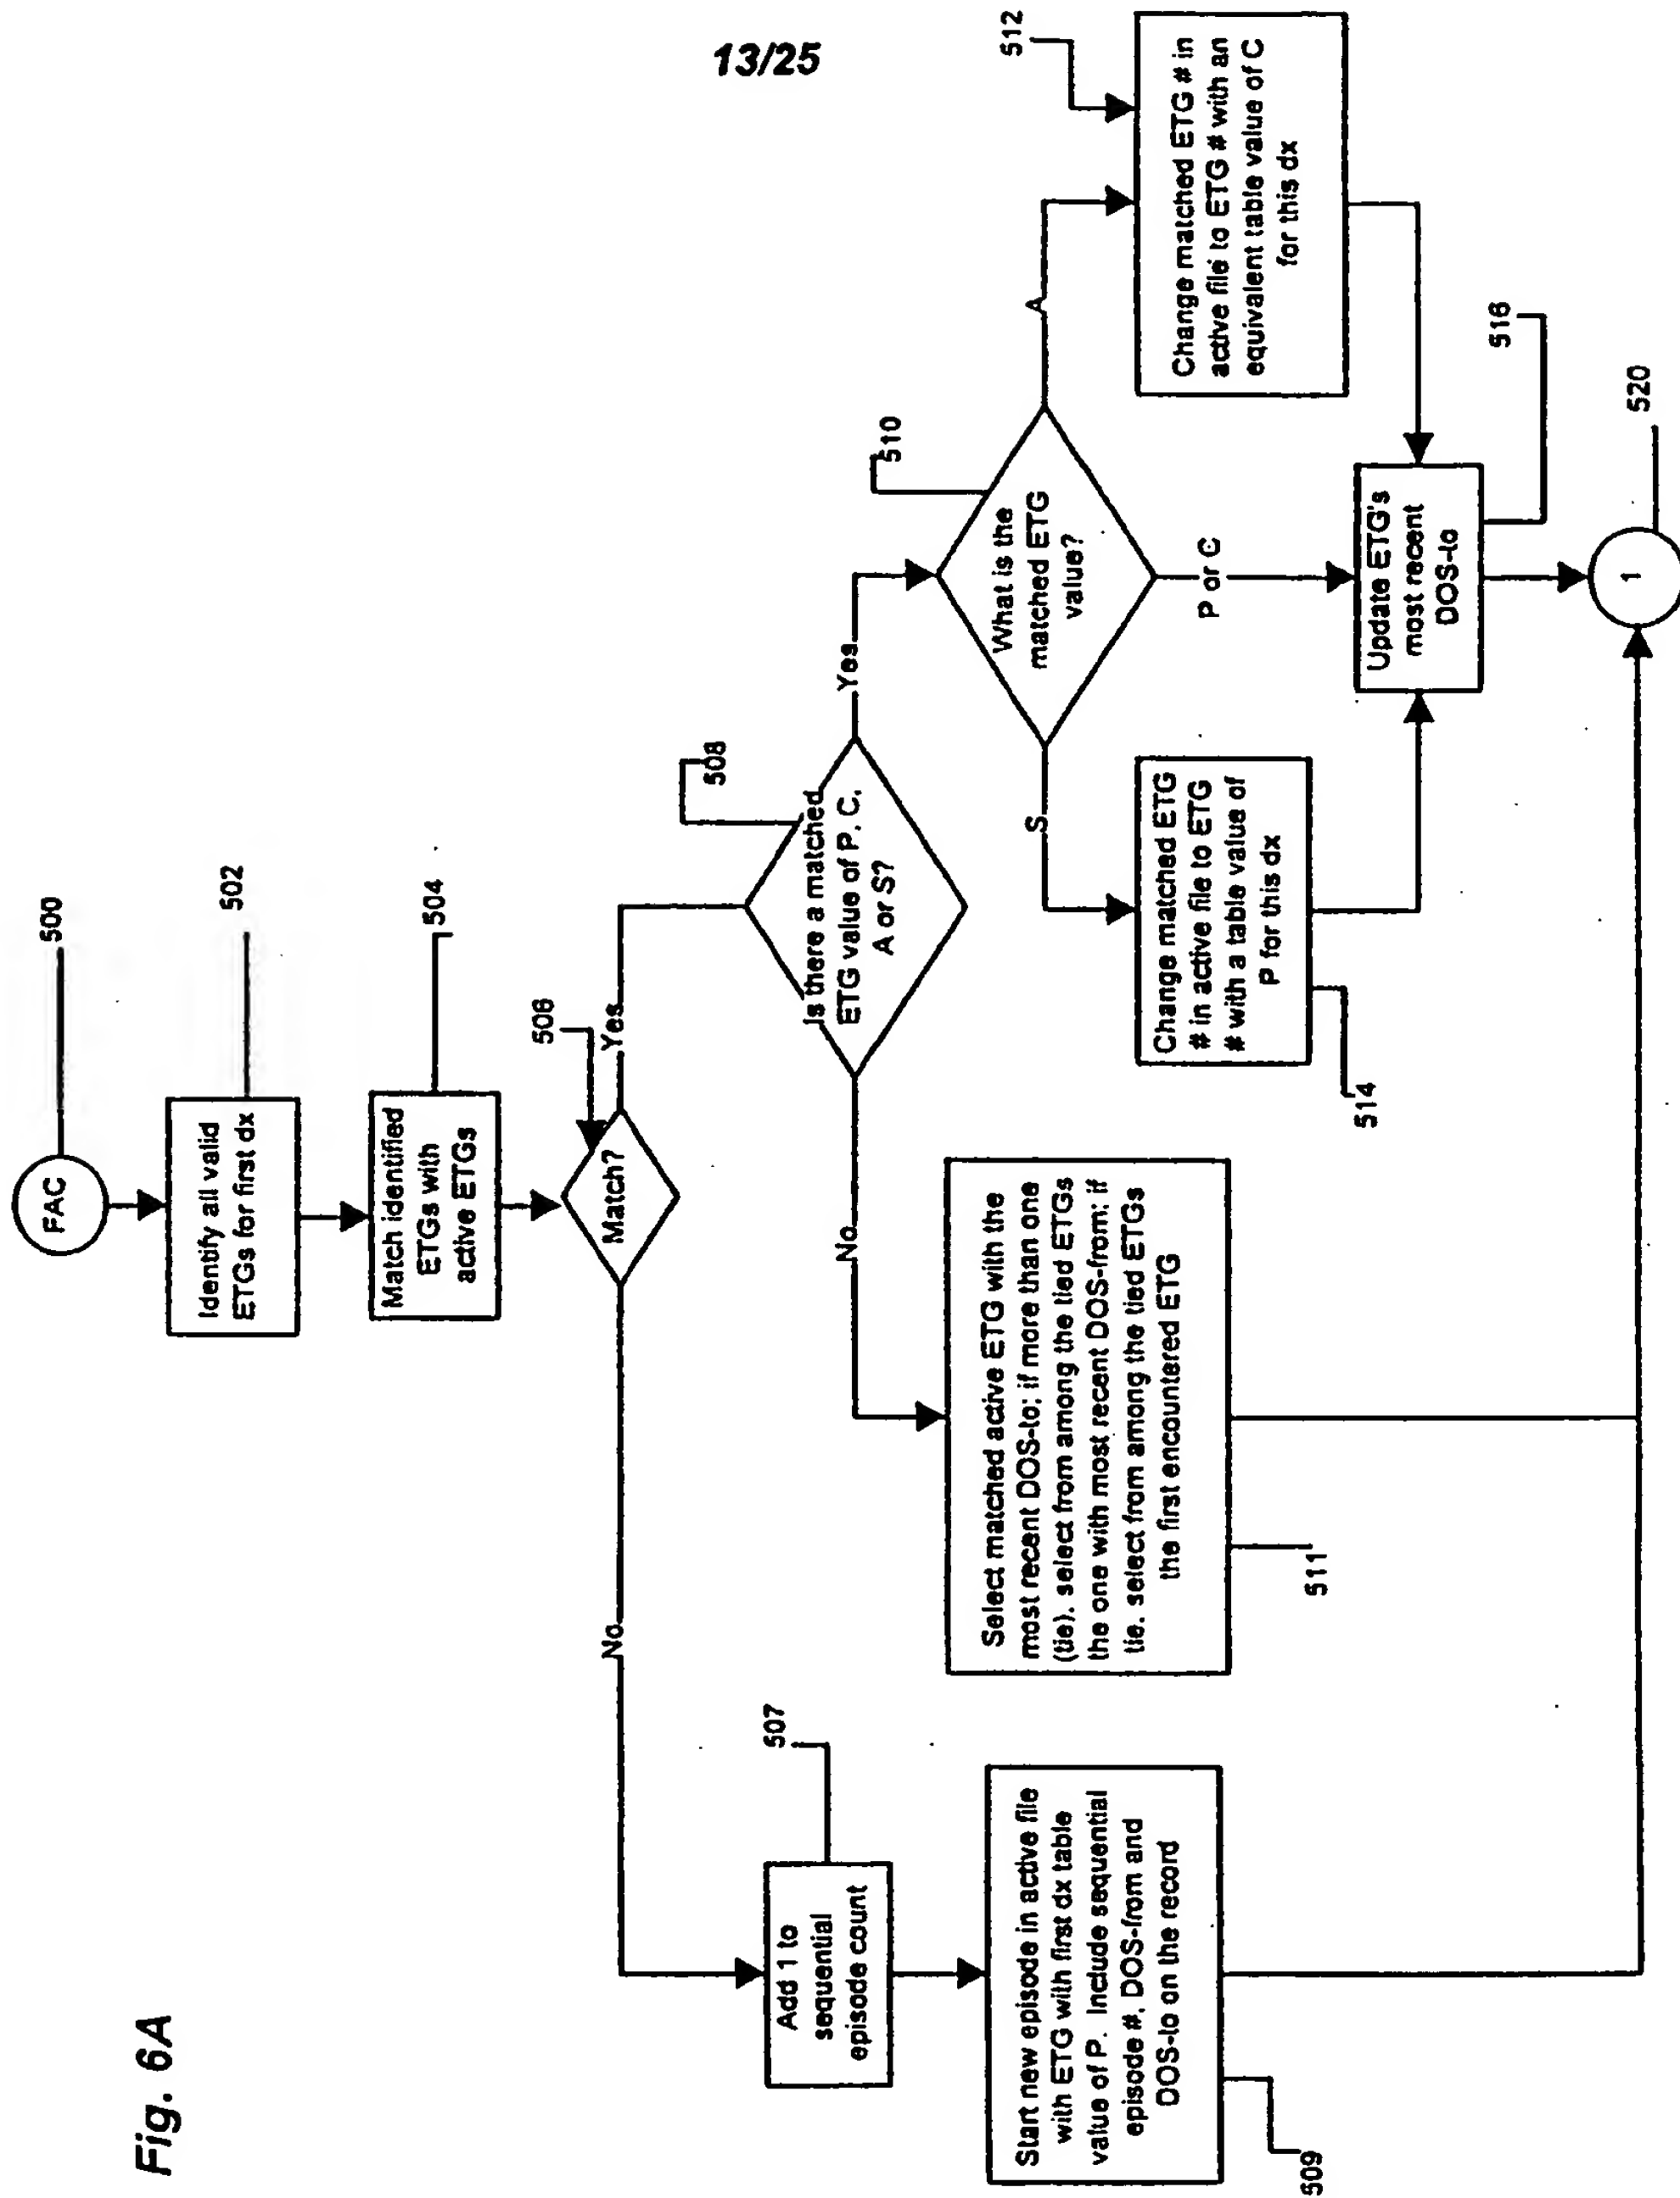 13/25
Fig. 6A
FAC
500
Identify all valid
ETGs for first dx
502
Match identified
ETGs with
active ETGs
504
Match?
506
Yes
No
Add 1 to
sequential
episode count
507
Start new episode in active file
with ETG with first dx table
value of P. Include sequential
episode #, DOS-from and
DOS-to on the record
509
Is there a matched
ETG value of P, C,
A or S?
508
Yes
No
Select matched active ETG with the
most recent DOS-to; if more than one
(tie), select from among the tied ETGs
the one with most recent DOS-from; if
tie, select from among the tied ETGs
the first encountered ETG
511
What is the
matched ETG
value?
510
S
P or C
A
Change matched ETG
# in active file to ETG
# with a table value of
P for this dx
514
Change matched ETG # in
active file to ETG # with an
equivalent table value of C
for this dx
512
Update ETG's
most recent
DOS-to
516
1
520